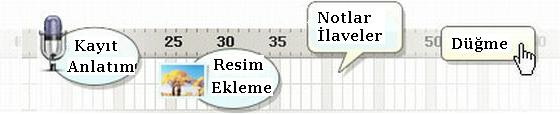 Kayıt
Anlatım
25 30 35 50
Resim
Ekleme
Notlar
İlaveler
Düğme